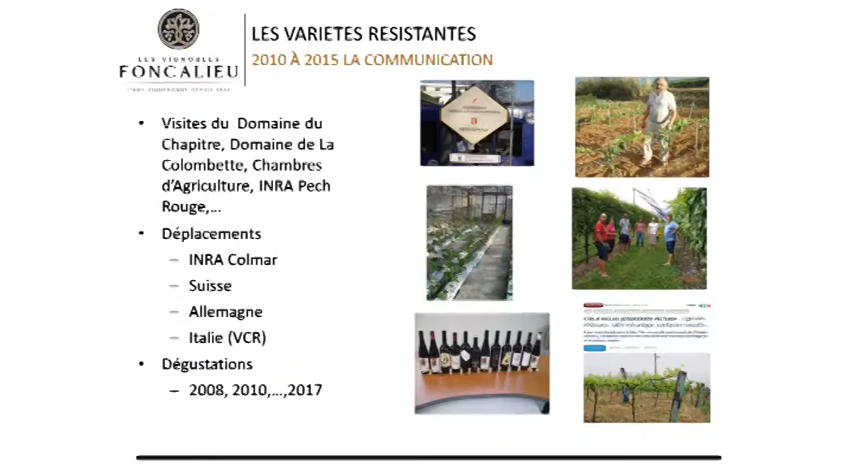 LES VIGNOBLES
FONCALIEU
LES VARIETES RESISTANTES
2010 À 2015 LA COMMUNICATION
• Visites du Domaine du
Chapitre, Domaine de La
Colombette, Chambres
d'Agriculture, INRA Pech
Rouge,...
• Déplacements
– INRA Colmar
– Suisse
– Allemagne
– Italie (VCR)
• Dégustations
– 2008, 2010,...,2017